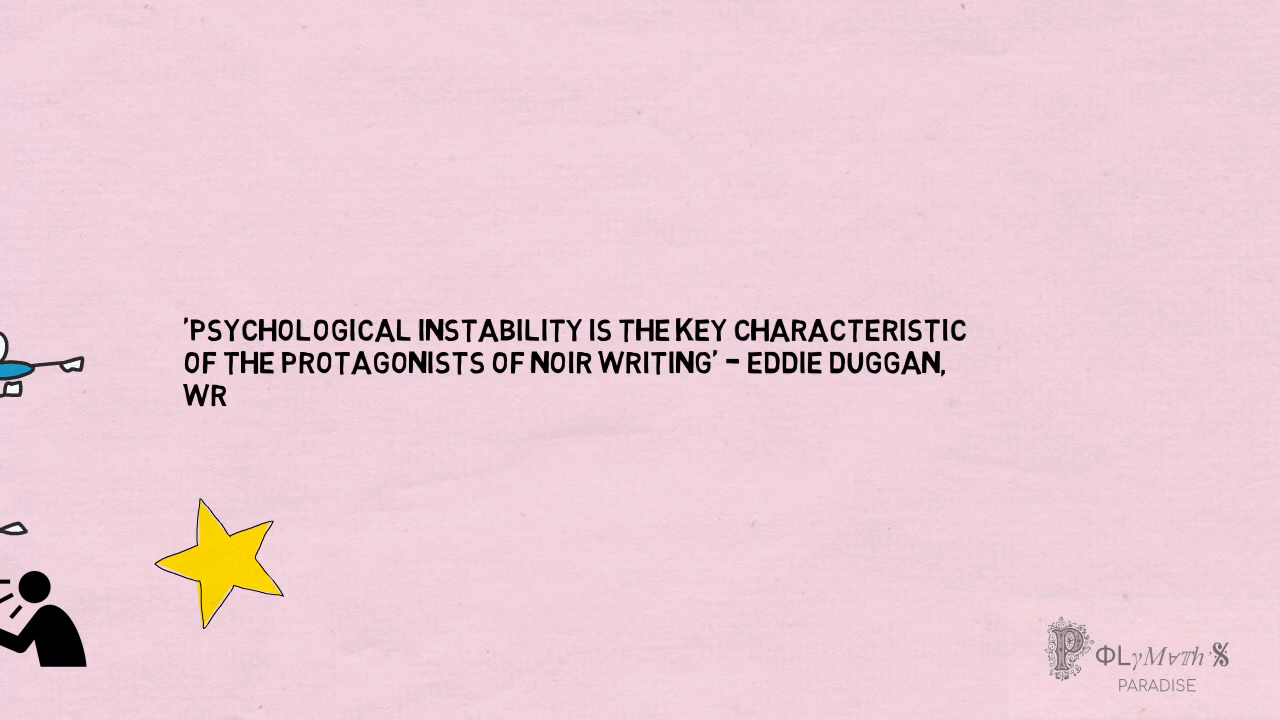 'PSYCHOLOGICAL INSTABILITY IS THE KEY CHARACTERISTIC
OF THE PROTAGONISTS OF NOIR WRITING' - EDDIE DUGGAN,
WR
PARADISE